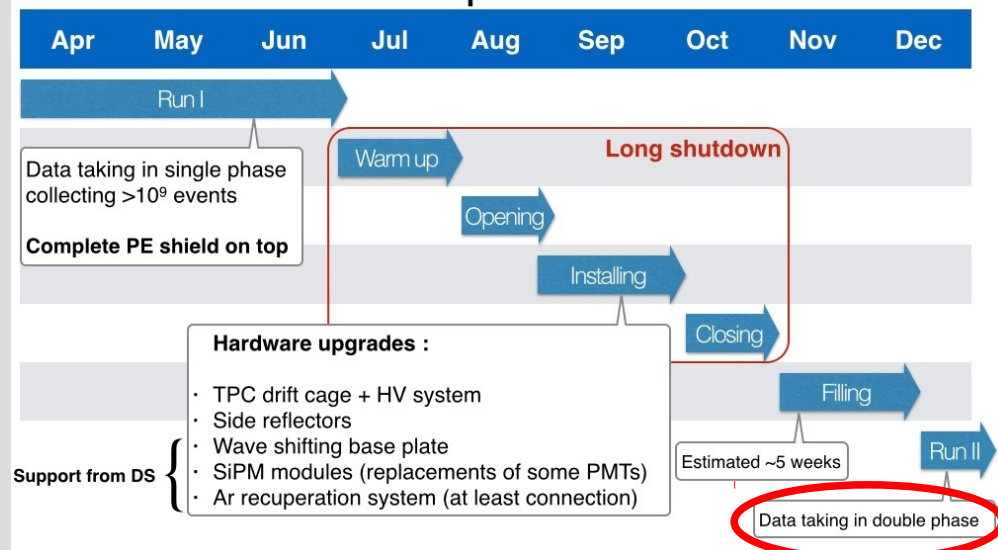 Apr May Jun Jul Aug Sep Oct Nov Dec
Run I
Long shutdown
Warm up
Data taking in single phase
collecting >10⁹ events
Complete PE shield on top
Opening
Installing
Closing
Hardware upgrades :
· TPC drift cage + HV system
· Side reflectors
· Wave shifting base plate
· SiPM modules (replacements of some PMTs)
· Ar recuperation system (at least connection)
Support from DS
Filling
Estimated ~5 weeks
Run II
Data taking in double phase